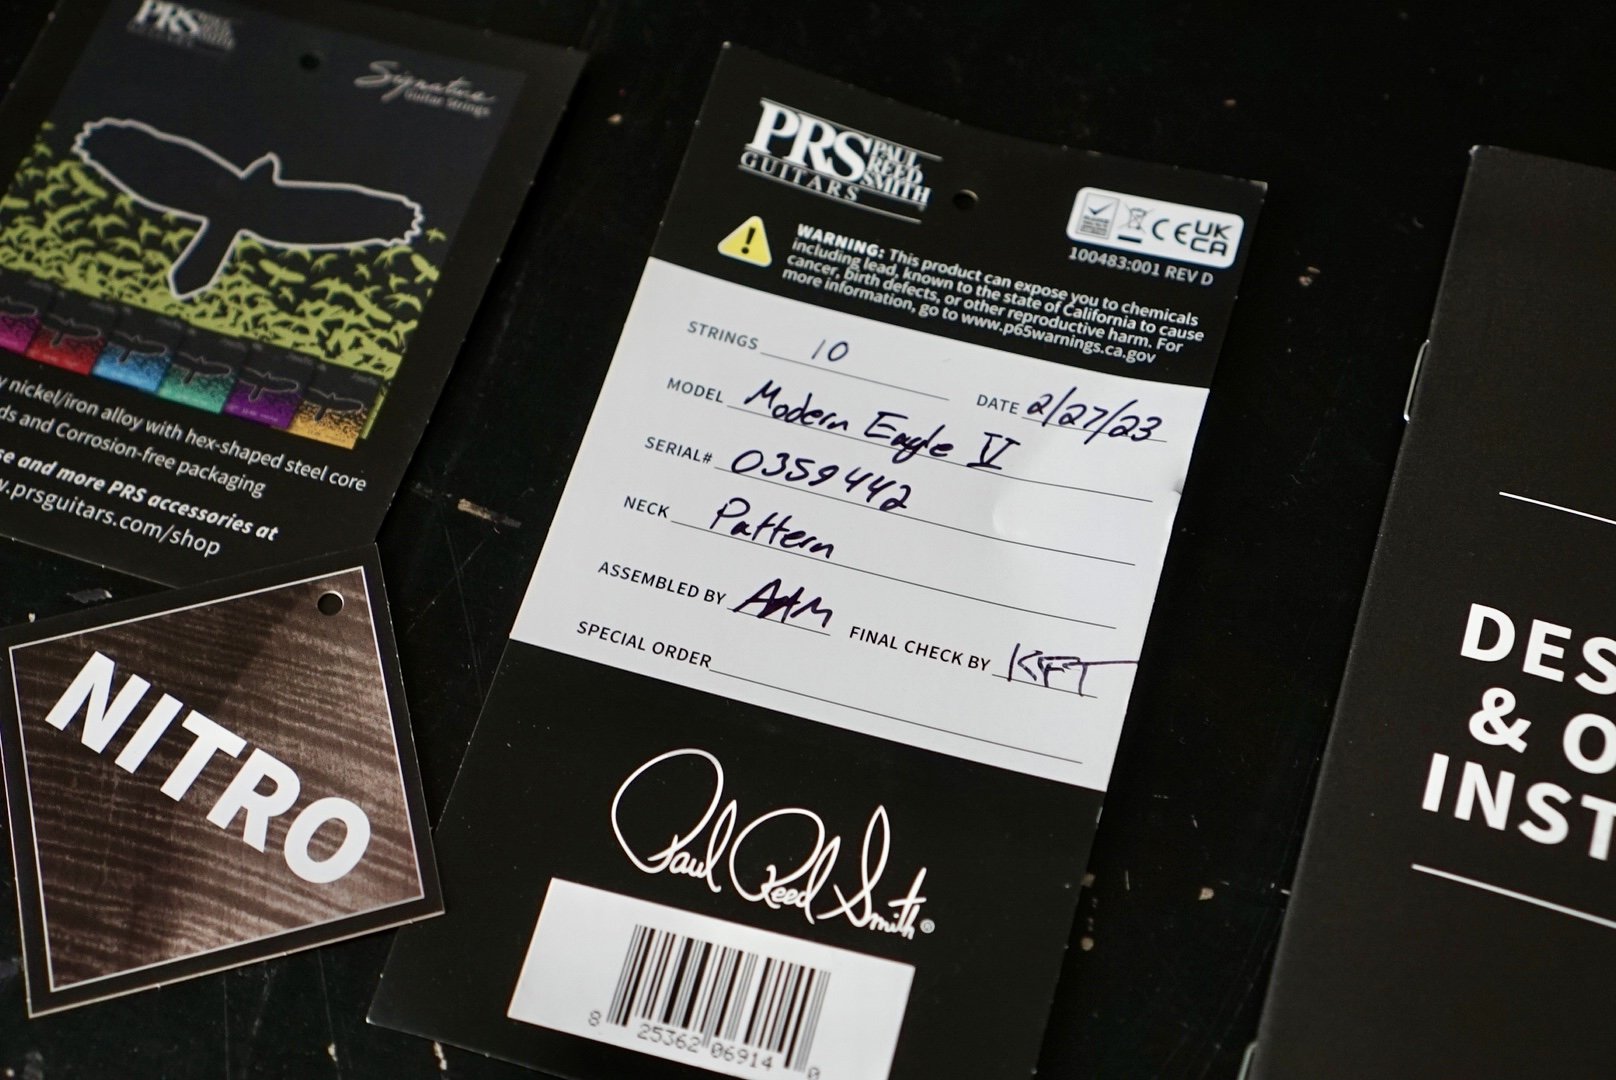 PRS PAUL REED SMITH
GUITARS
Signature
Guitar Strings
nickel/iron alloy with hex-shaped steel core
and Corrosion-free packaging
and more PRS accessories at
.prsguitars.com/shop
NITRO
PRS PAUL REED SMITH
GUITARS
CE UK CA
100483:001 REV D
WARNING: This product can expose you to chemicals
including lead, known to the state of California to cause
cancer, birth defects, or other reproductive harm. For
more information, go to www.p65warnings.ca.gov
STRINGS 10 DATE 2/27/23
MODEL Modern Eagle V
SERIAL# 0359442
NECK Pattern
ASSEMBLED BY AAM FINAL CHECK BY KFT
SPECIAL ORDER
Paul Reed Smith®
8 25362 06914 0
DES
& O
INST